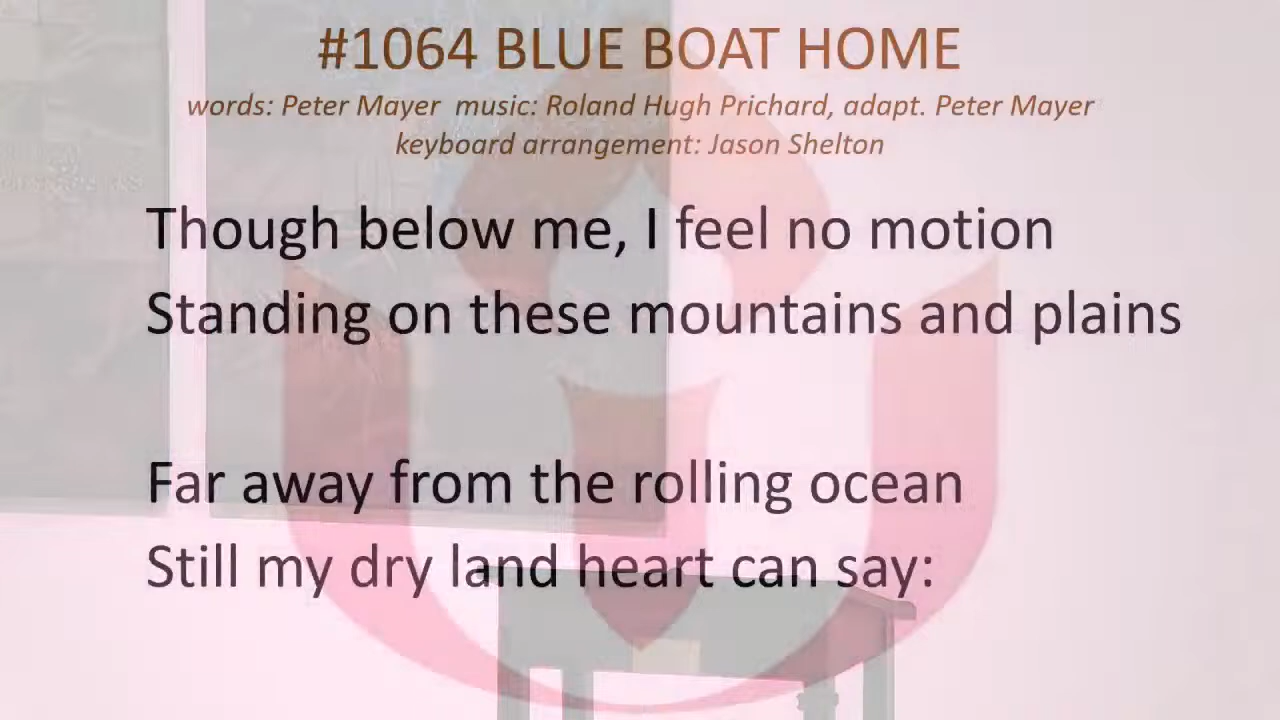 #1064 BLUE BOAT HOME
words: Peter Mayer music: Roland Hugh Prichard, adapt. Peter Mayer
keyboard arrangement: Jason Shelton
Though below me, I feel no motion
Standing on these mountains and plains
Far away from the rolling ocean
Still my dry land heart can say: